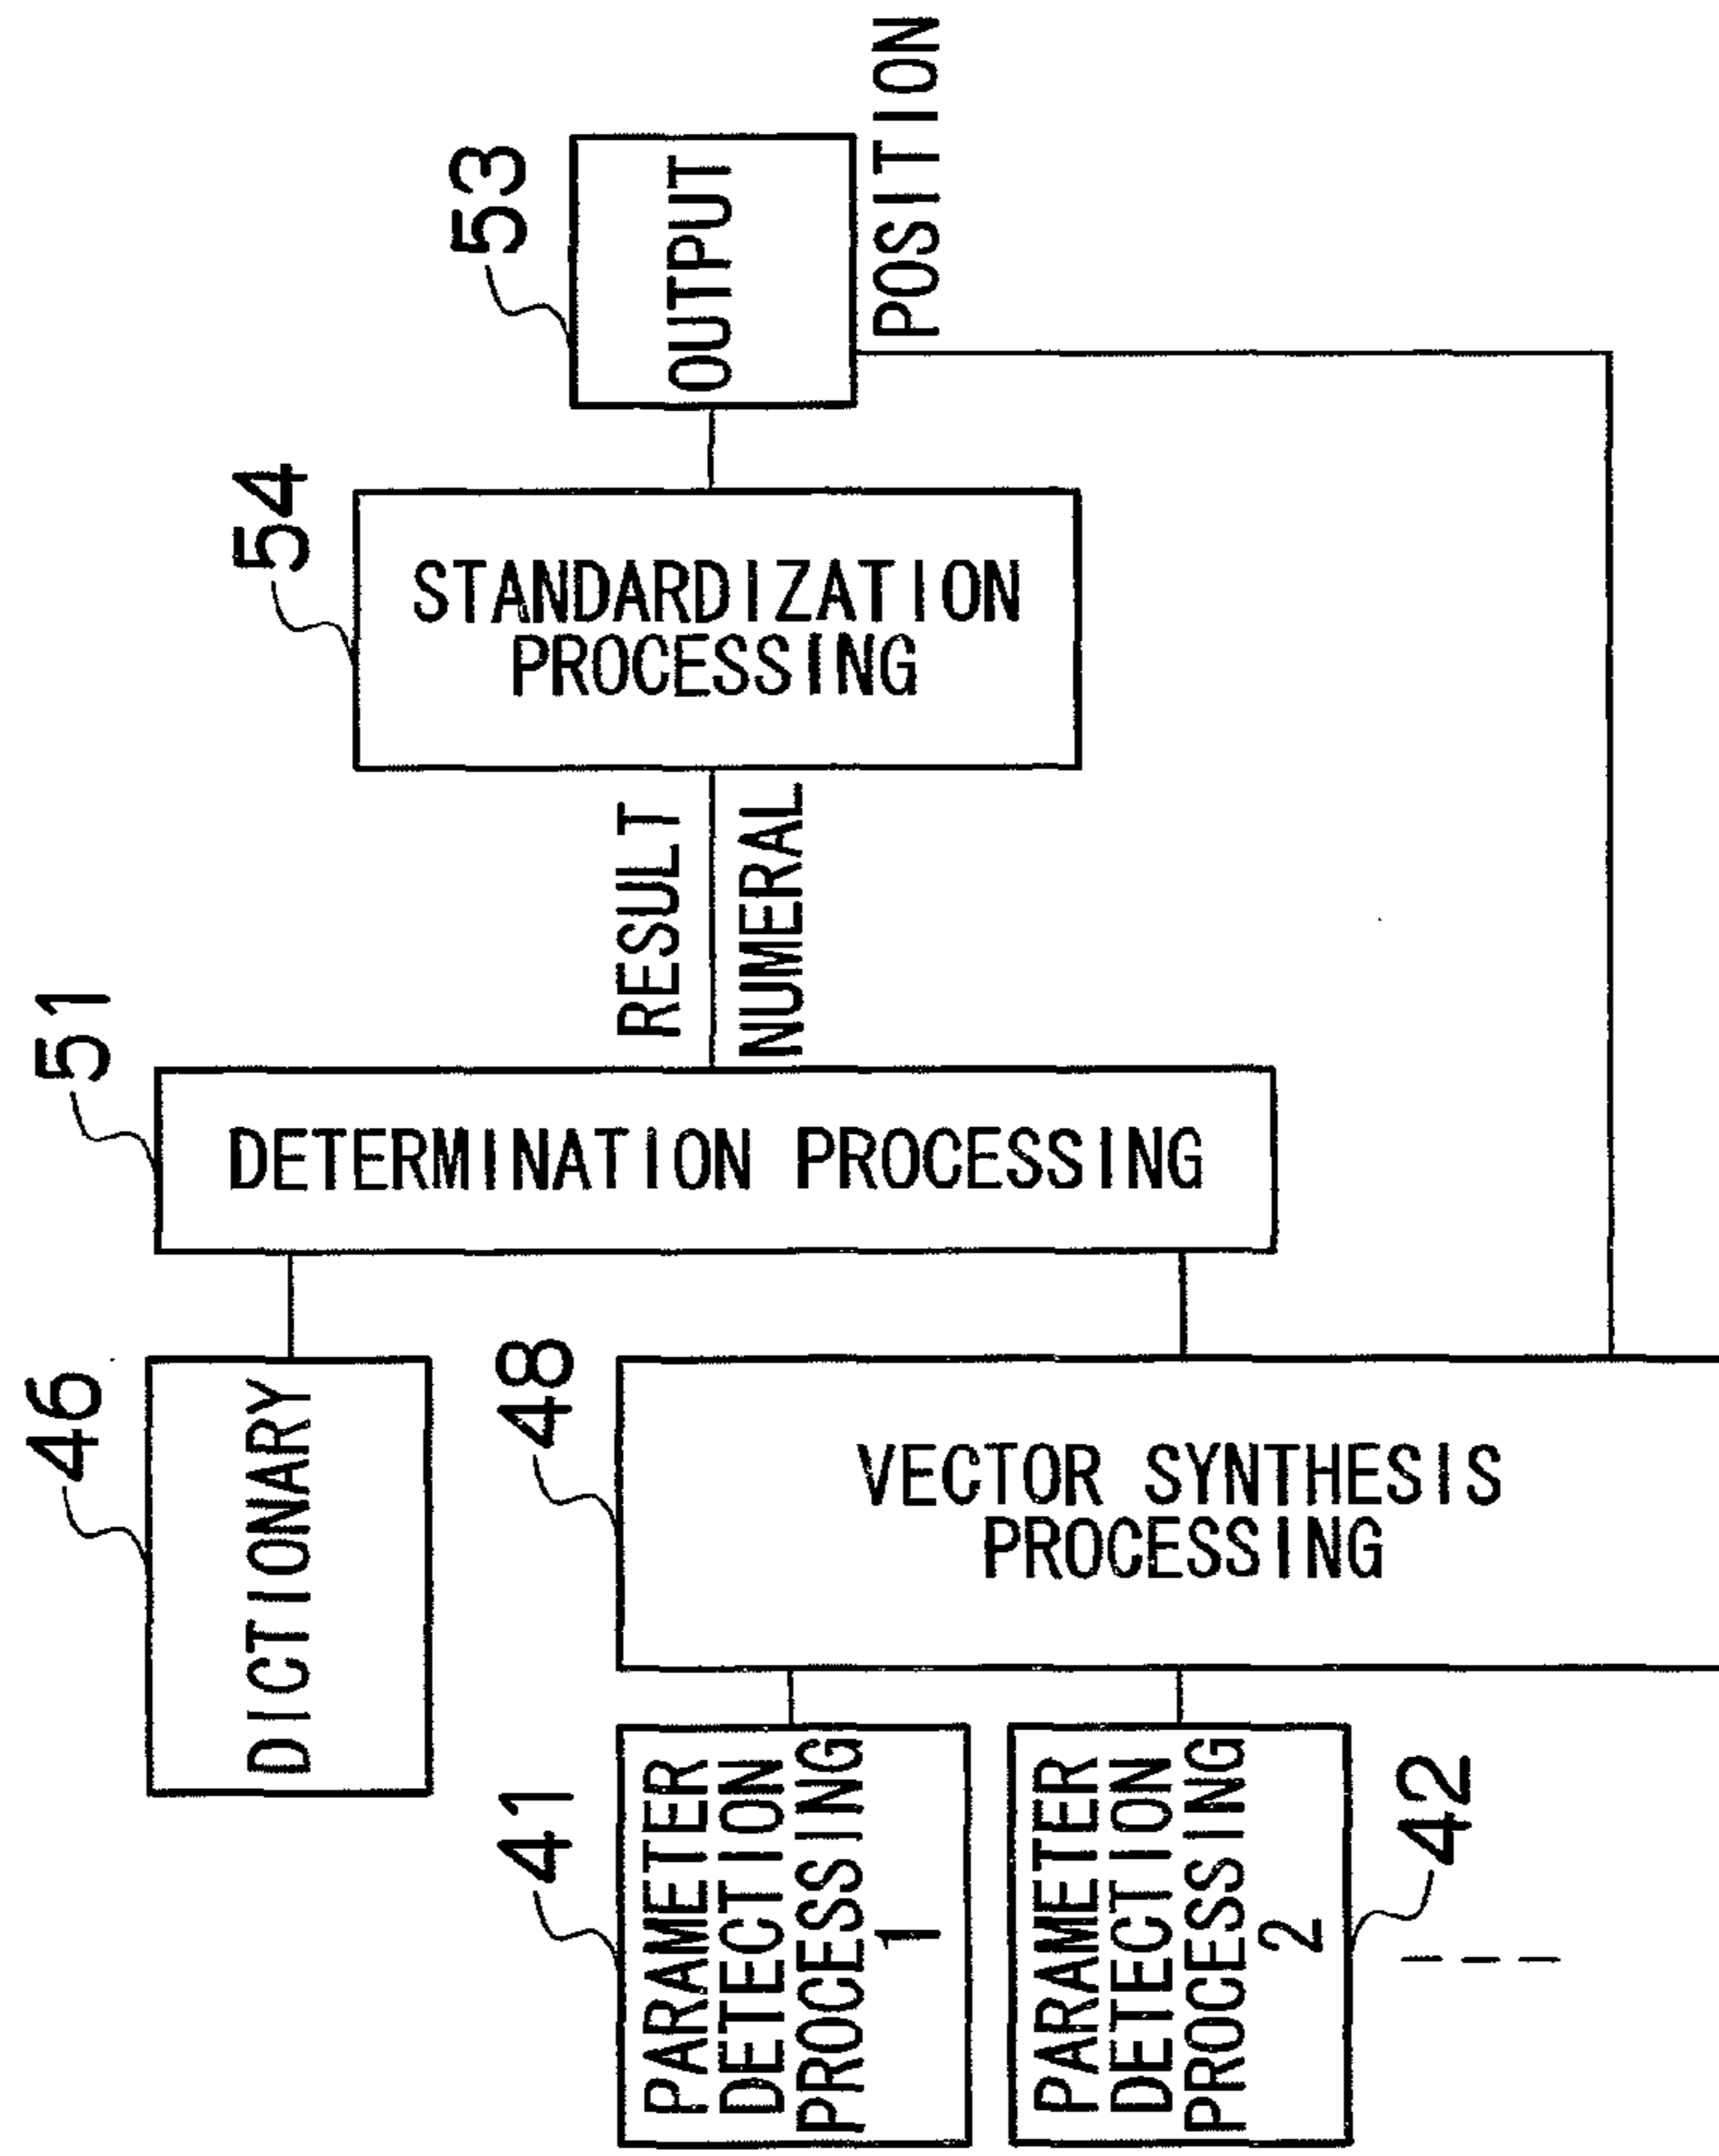 53
OUTPUT
POSITION
54
STANDARDIZATION
PROCESSING
RESULT
NUMERAL
51
DETERMINATION PROCESSING
46
DICTIONARY
48
VECTOR SYNTHESIS
PROCESSING
41
PARAMETER
DETECTION
PROCESSING
1
PARAMETER
DETECTION
PROCESSING
2
42